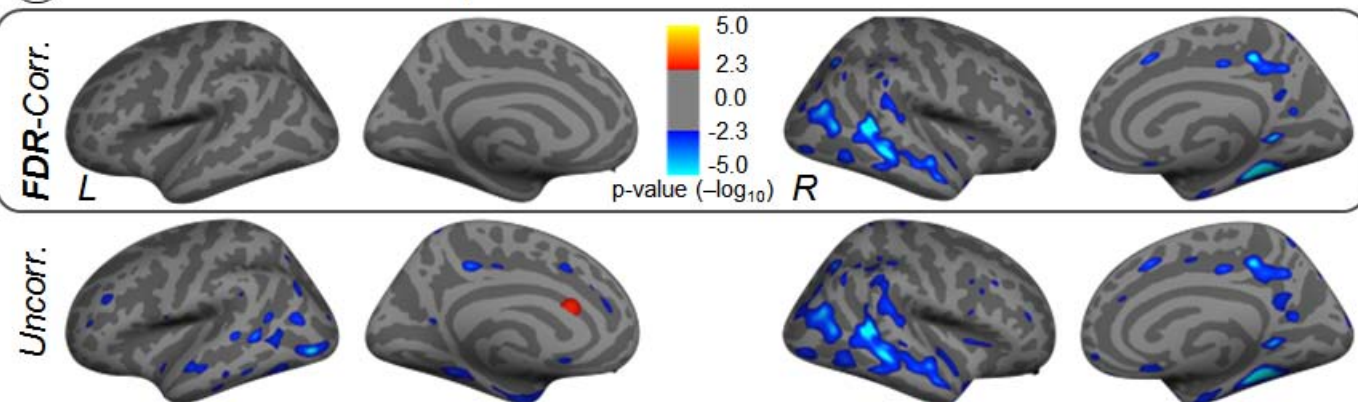 FDR-Corr.
L
5.0
2.3
0.0
-2.3
-5.0
p-value (–log10)
R
Uncorr.